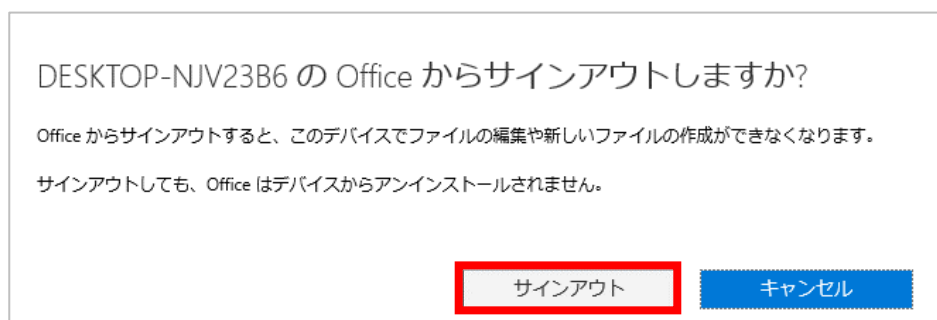 DESKTOP-NJV23B6 の Office からサインアウトしますか?
Office からサインアウトすると、このデバイスでファイルの編集や新しいファイルの作成ができなくなります。
サインアウトしても、Office はデバイスからアンインストールされません。
サインアウト
キャンセル